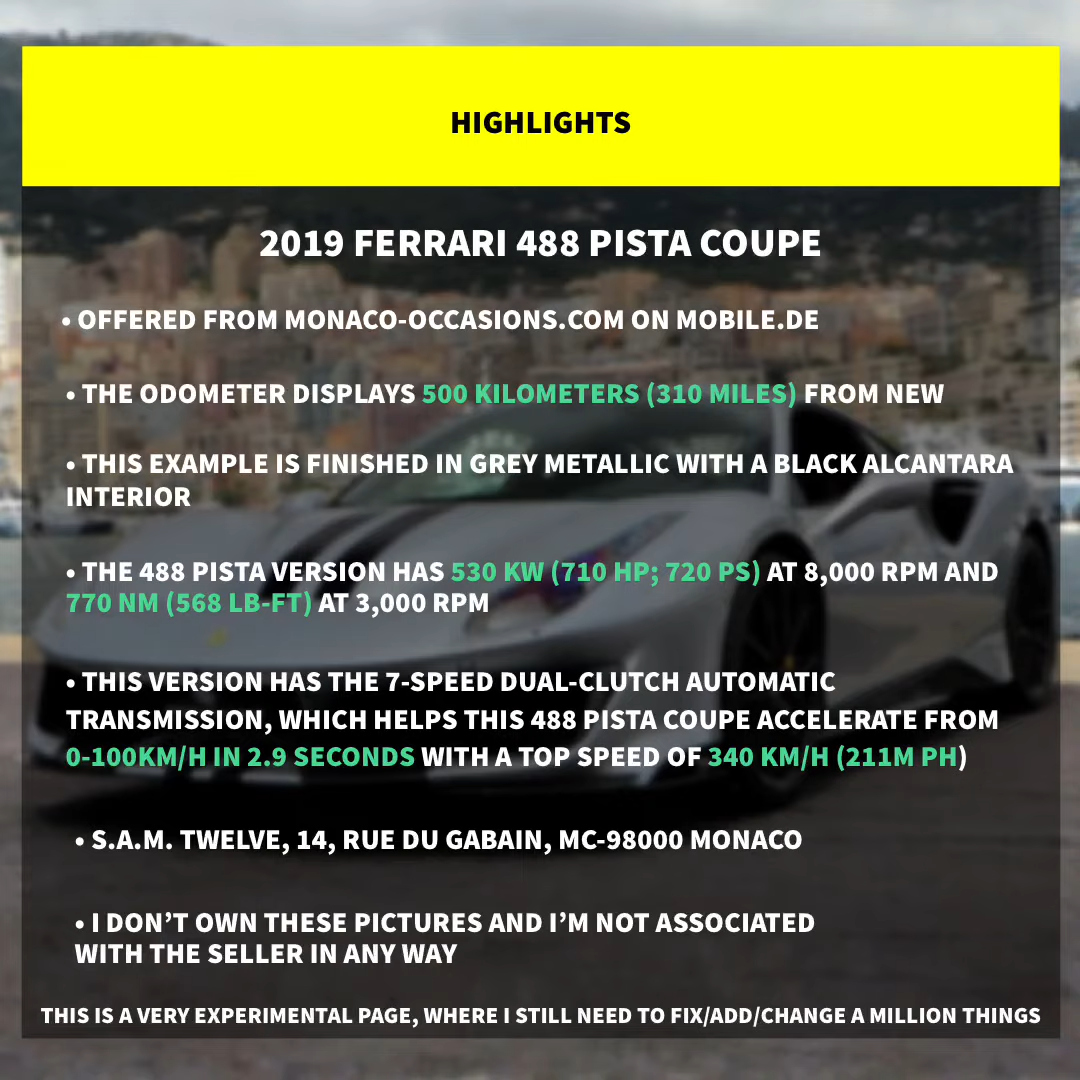 HIGHLIGHTS
2019 FERRARI 488 PISTA COUPE
• OFFERED FROM MONACO-OCCASIONS.COM ON MOBILE.DE
• THE ODOMETER DISPLAYS 500 KILOMETERS (310 MILES) FROM NEW
• THIS EXAMPLE IS FINISHED IN GREY METALLIC WITH A BLACK ALCANTARA
INTERIOR
• THE 488 PISTA VERSION HAS 530 KW (710 HP; 720 PS) AT 8,000 RPM AND
770 NM (568 LB-FT) AT 3,000 RPM
• THIS VERSION HAS THE 7-SPEED DUAL-CLUTCH AUTOMATIC
TRANSMISSION, WHICH HELPS THIS 488 PISTA COUPE ACCELERATE FROM
0-100KM/H IN 2.9 SECONDS WITH A TOP SPEED OF 340 KM/H (211M PH)
• S.A.M. TWELVE, 14, RUE DU GABAIN, MC-98000 MONACO
• I DON’T OWN THESE PICTURES AND I’M NOT ASSOCIATED
WITH THE SELLER IN ANY WAY
THIS IS A VERY EXPERIMENTAL PAGE, WHERE I STILL NEED TO FIX/ADD/CHANGE A MILLION THINGS